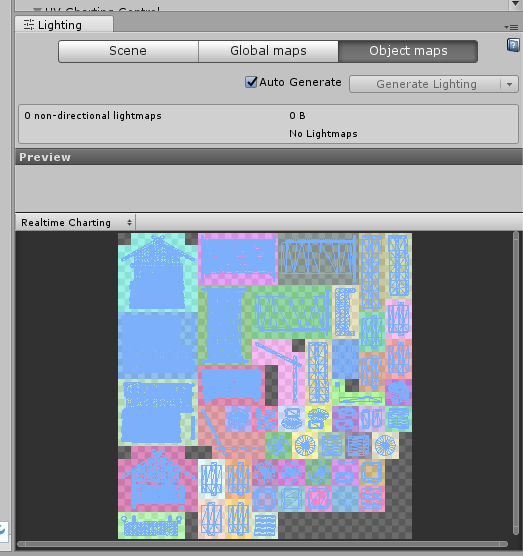 UV Charting Control
Lighting
Scene
Global maps
Object maps
Auto Generate
Generate Lighting
0 non-directional lightmaps
0 B
No Lightmaps
Preview
Realtime Charting